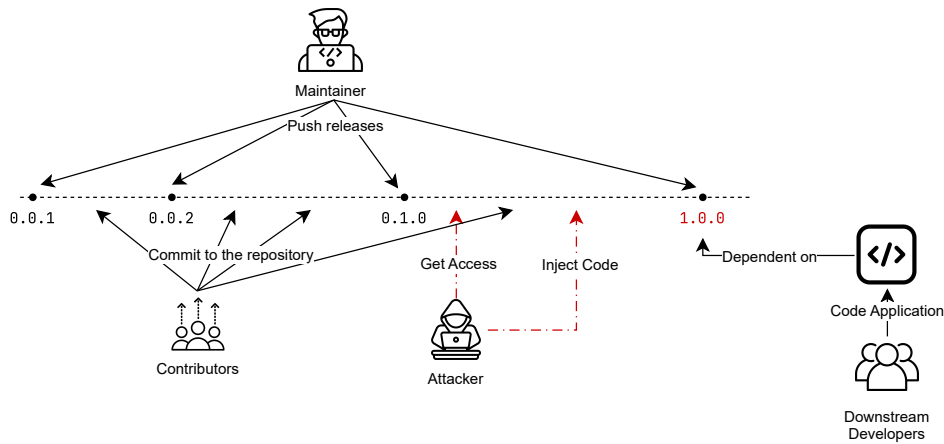 Maintainer
Push releases
0.0.1
0.0.2
0.1.0
1.0.0
Commit to the repository
Get Access
Inject Code
Dependent on
Code Application
Contributors
Attacker
Downstream
Developers